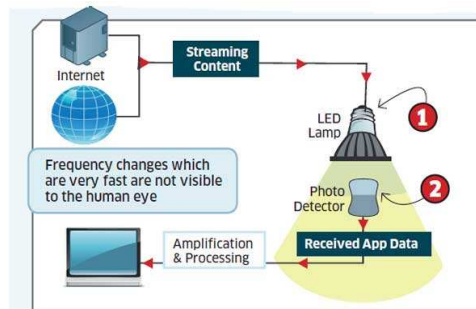 Internet
Streaming
Content
LED
Lamp
1
Frequency changes which
are very fast are not visible
to the human eye
Photo
Detector
2
Amplification
& Processing
Received App Data